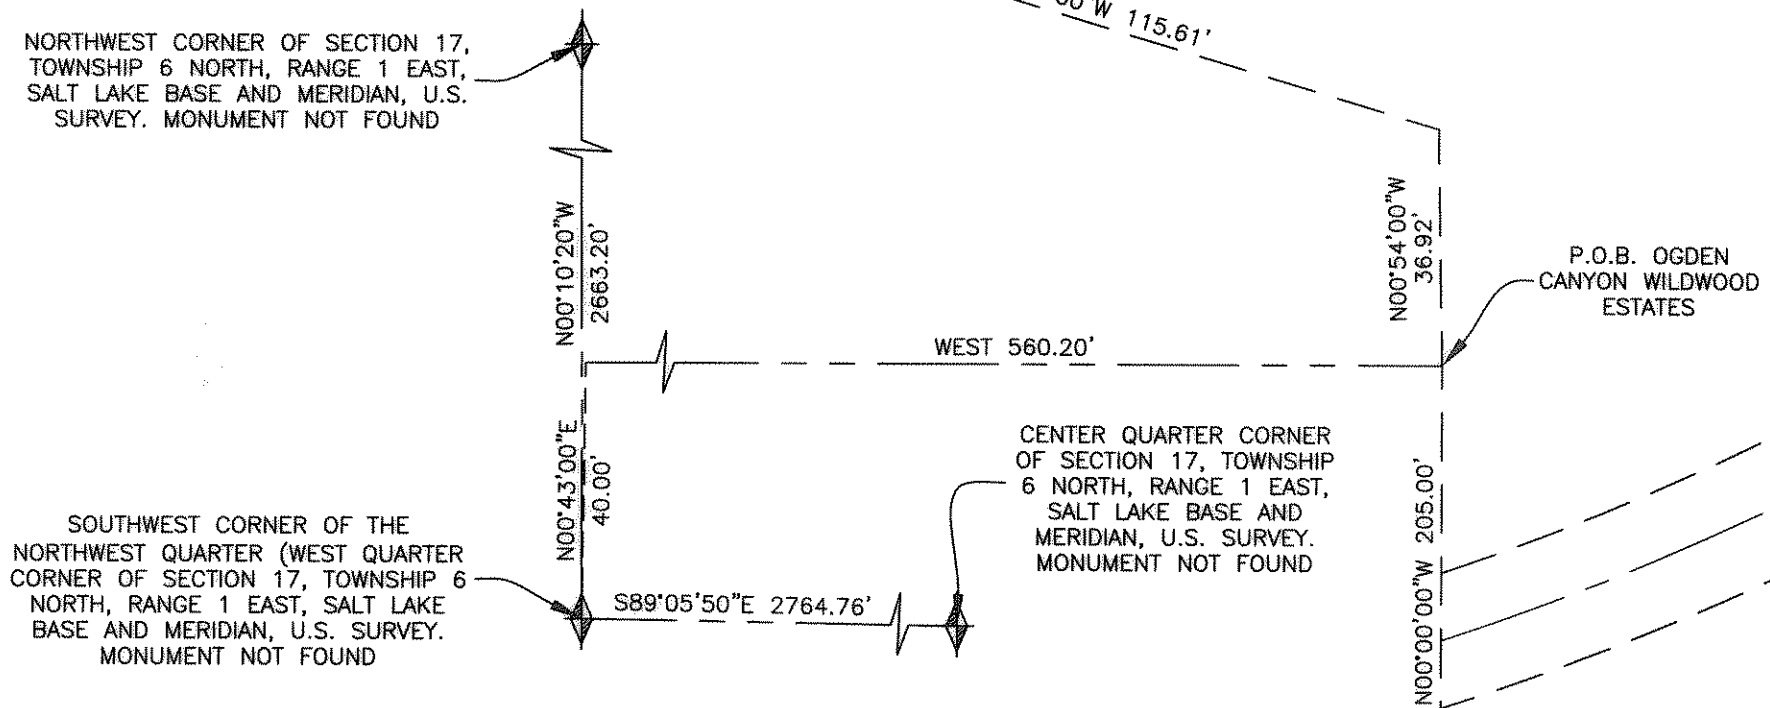 W 115.61'
NORTHWEST CORNER OF SECTION 17,
TOWNSHIP 6 NORTH, RANGE 1 EAST,
SALT LAKE BASE AND MERIDIAN, U.S.
SURVEY. MONUMENT NOT FOUND
N00°10'20"W
2663.20'
N00°54'00"W
36.92'
P.O.B. OGDEN
CANYON WILDWOOD
ESTATES
WEST 560.20'
N00°43'00"E
40.00'
CENTER QUARTER CORNER
OF SECTION 17, TOWNSHIP
6 NORTH, RANGE 1 EAST,
SALT LAKE BASE AND
MERIDIAN, U.S. SURVEY.
MONUMENT NOT FOUND
SOUTHWEST CORNER OF THE
NORTHWEST QUARTER (WEST QUARTER
CORNER OF SECTION 17, TOWNSHIP 6
NORTH, RANGE 1 EAST, SALT LAKE
BASE AND MERIDIAN, U.S. SURVEY.
MONUMENT NOT FOUND
S89°05'50"E 2764.76'
N00°00'00"W 205.00'